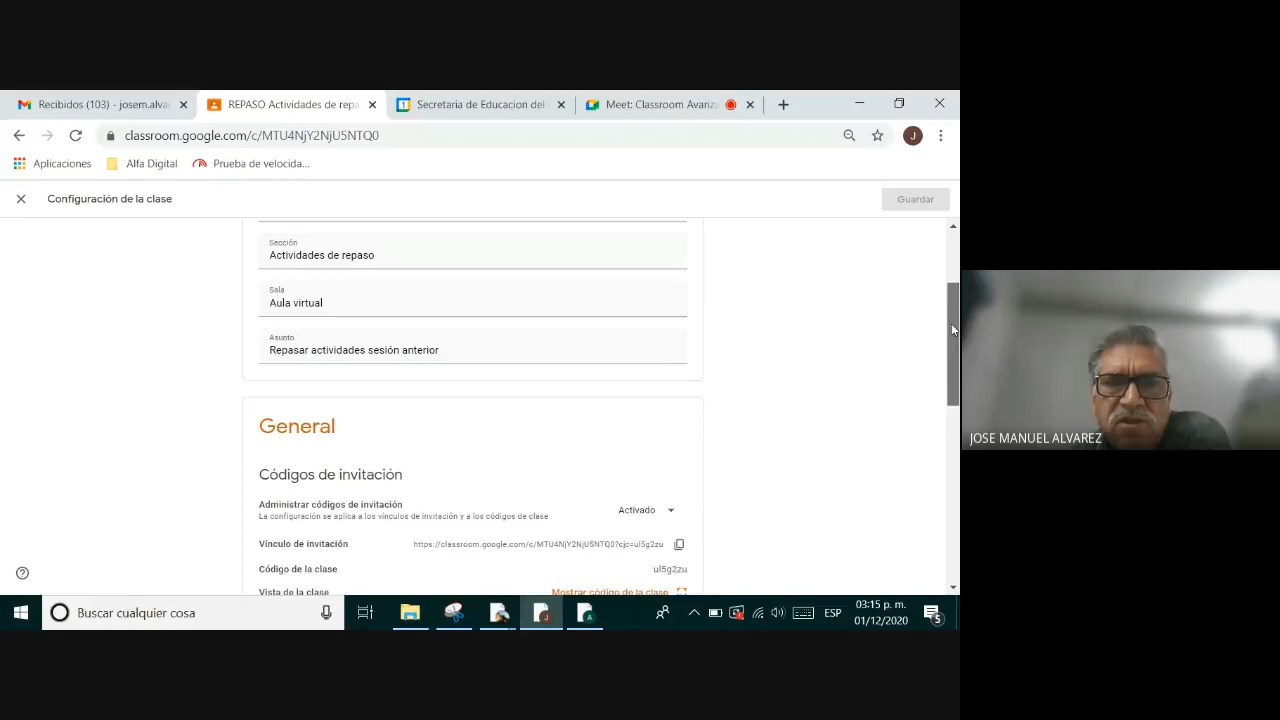 Recibidos (103) - josem.alva
REPASO Actividades de repa
Secretaria de Educacion del
Meet: Classroom Avanza
classroom.google.com/c/MTU4NjY2NjU5NTQ0
J
Aplicaciones
Alfa Digital
Prueba de velocida...
Configuración de la clase
Guardar
Sección
Actividades de repaso
Sala
Aula virtual
Asunto
Repasar actividades sesión anterior
General
Códigos de invitación
Administrar códigos de invitación
La configuración se aplica a los vínculos de invitación y a los códigos de clase
Activado
Vínculo de invitación
https://classroom.google.com/c/MTU4NjY2NjU5NTQ0?cjc=ul5g2zu
Código de la clase
ul5g2zu
Vista de la clase
Mostrar código de la clase
JOSE MANUEL ALVAREZ
Buscar cualquier cosa
ESP
03:15 p. m.
01/12/2020
5